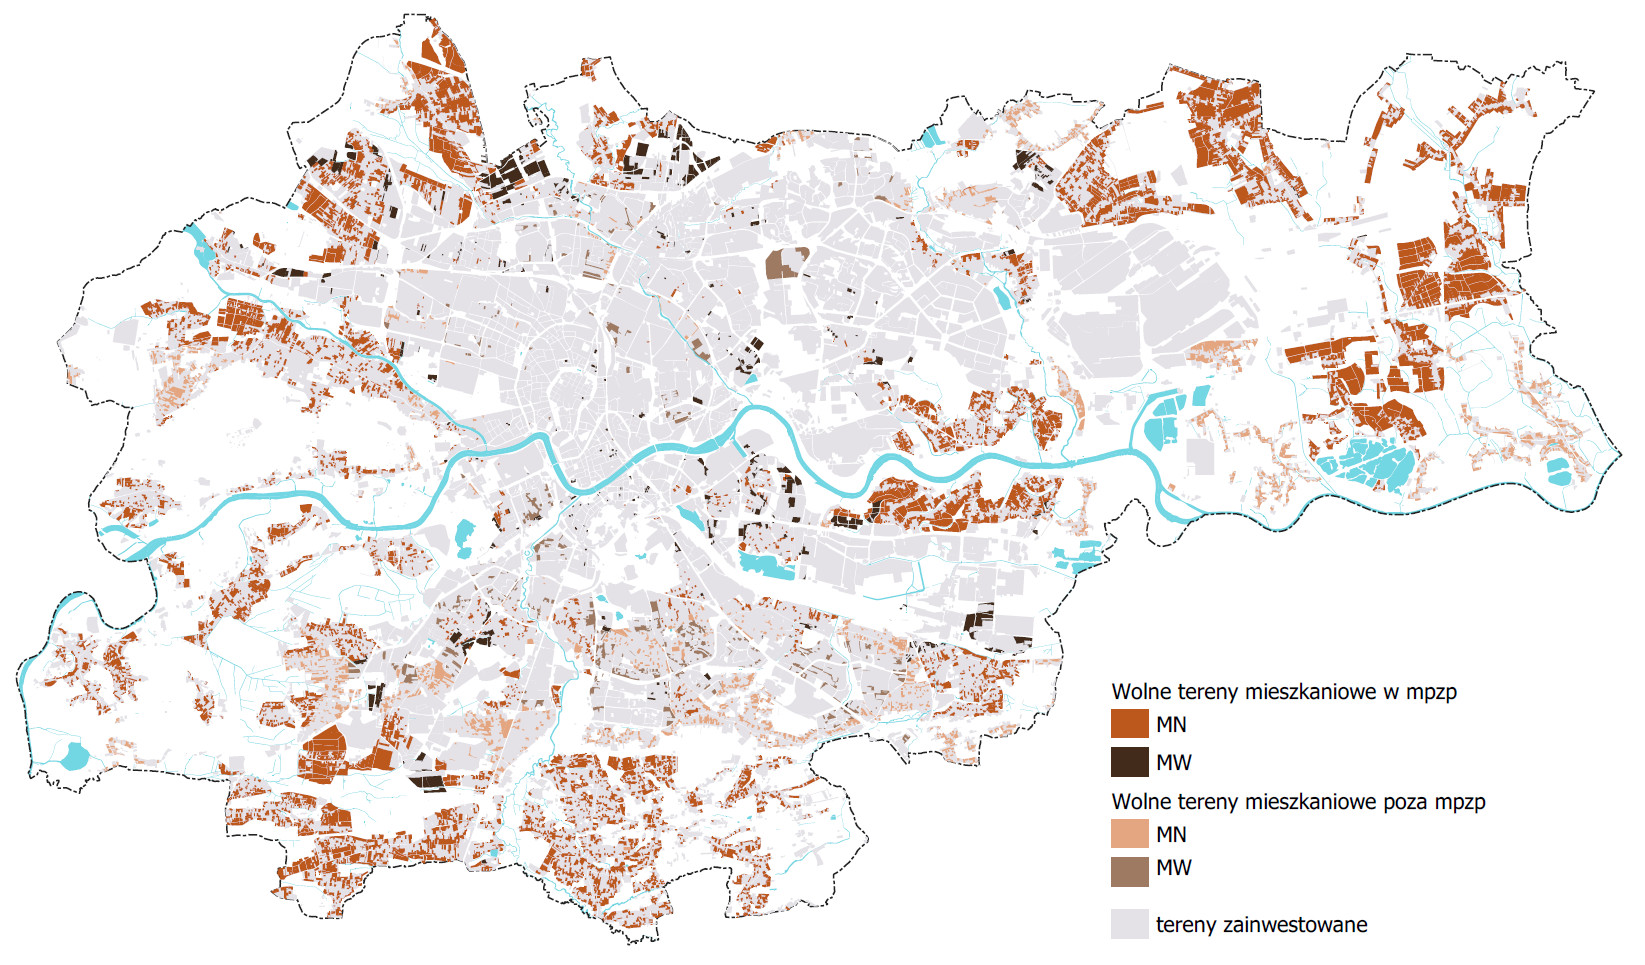 Wolne tereny mieszkaniowe w mpzp
MN
MW
Wolne tereny mieszkaniowe poza mpzp
MN
MW
tereny zainwestowane